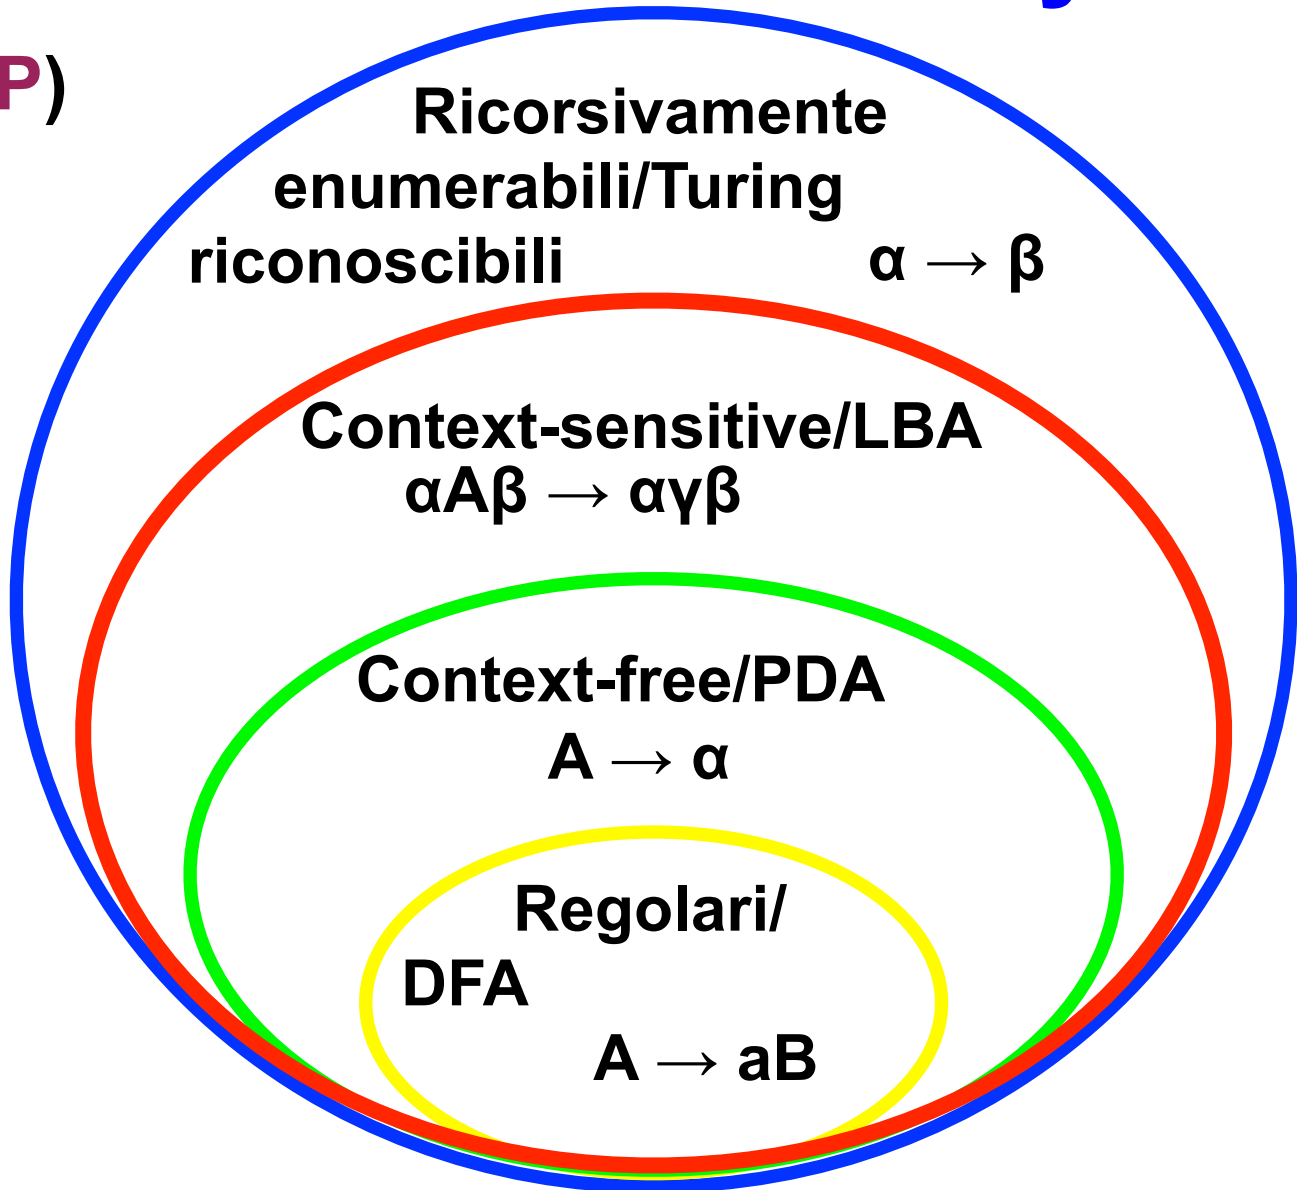 P)
Ricorsivamente
enumerabili/Turing
riconoscibili α → β
Context-sensitive/LBA
αAβ → αγβ
Context-free/PDA
A → α
Regolari/
DFA
A → aB